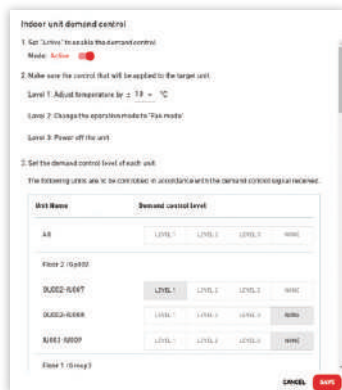 Indoor unit demand control
1. Set "Active" to enable the demand control.
Mode: Active
2. Make sure the control that will be applied to the target unit.
Level 1: Adjust temperature by ± °C
Level 2: Change the operation mode to "Fan mode"
Level 3: Power off the unit
3. Set the demand control level of each unit.
The following units are to be controlled in accordance with the demand control signal received.
Unit Name Demand control level
All LEVEL 1 LEVEL 2 LEVEL 3 NONE
Floor 2 /
LEVEL 1 LEVEL 2 LEVEL 3 NONE
LEVEL 1 LEVEL 2 LEVEL 3 NONE
LEVEL 1 LEVEL 2 LEVEL 3 NONE
Floor 1 /
CANCEL SAVE